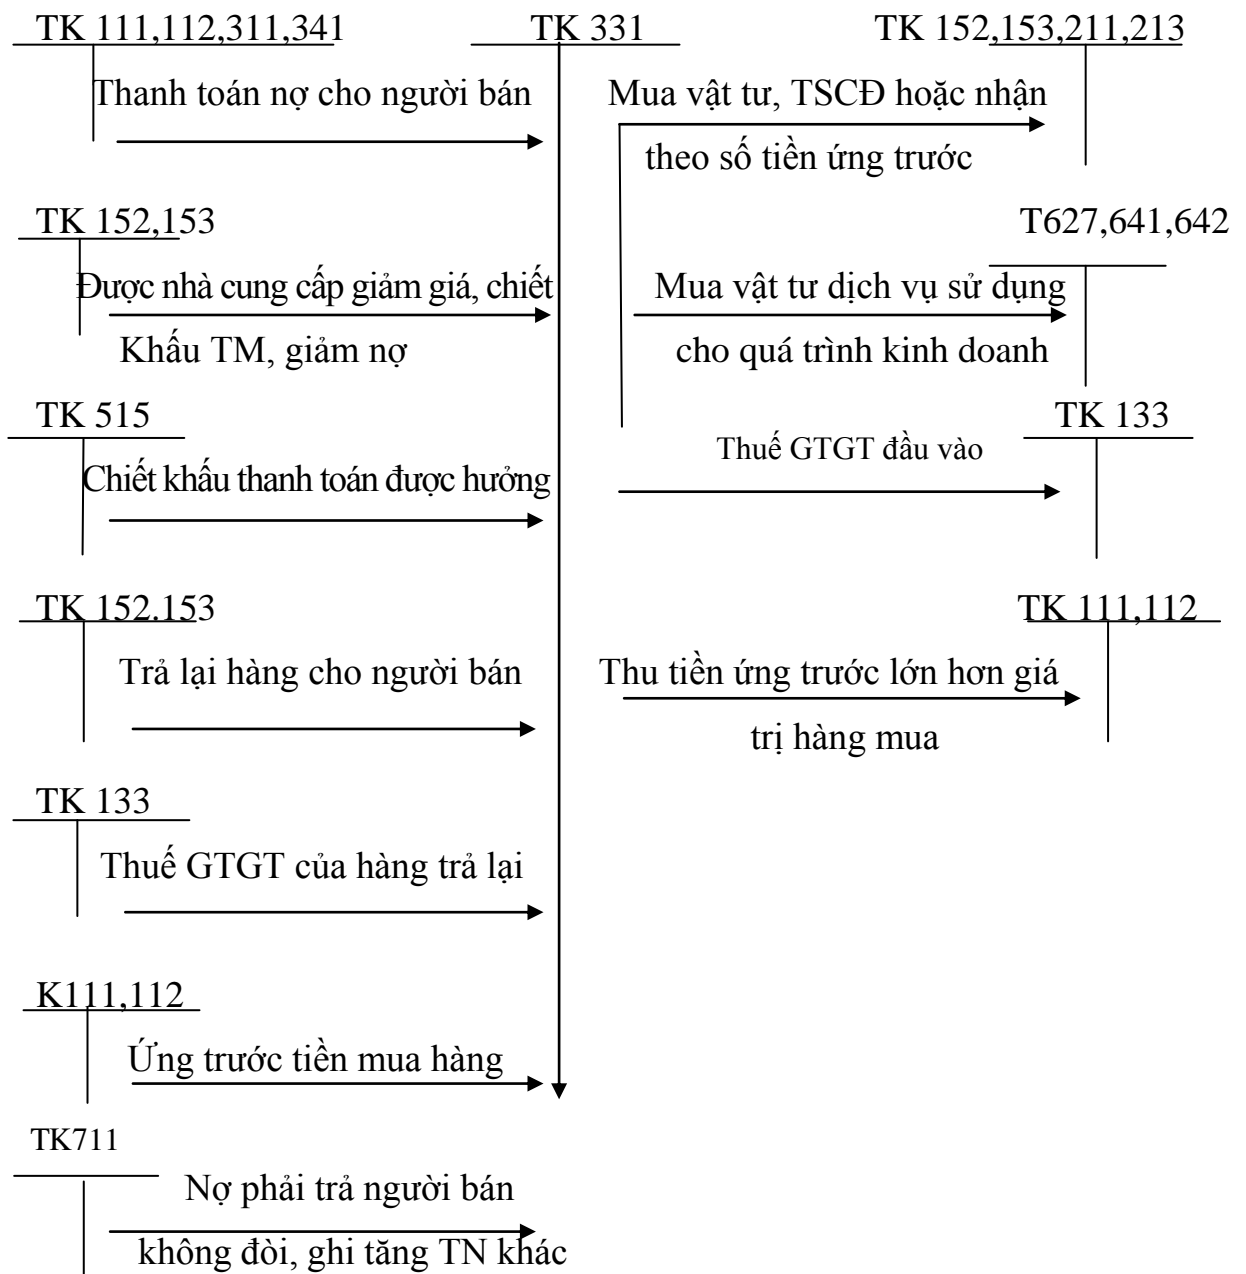 TK 111,112,311,341
TK 331
TK 152,153,211,213
Thanh toán nợ cho người bán
Mua vật tư, TSCĐ hoặc nhận
theo số tiền ứng trước
TK 152,153
T627,641,642
Được nhà cung cấp giảm giá, chiết
Khấu TM, giảm nợ
Mua vật tư dịch vụ sử dụng
cho quá trình kinh doanh
TK 515
TK 133
Chiết khấu thanh toán được hưởng
Thuế GTGT đầu vào
TK 152.153
TK 111,112
Trả lại hàng cho người bán
Thu tiền ứng trước lớn hơn giá
trị hàng mua
TK 133
Thuế GTGT của hàng trả lại
K111,112
Ứng trước tiền mua hàng
TK711
Nợ phải trả người bán
không đòi, ghi tăng TN khác